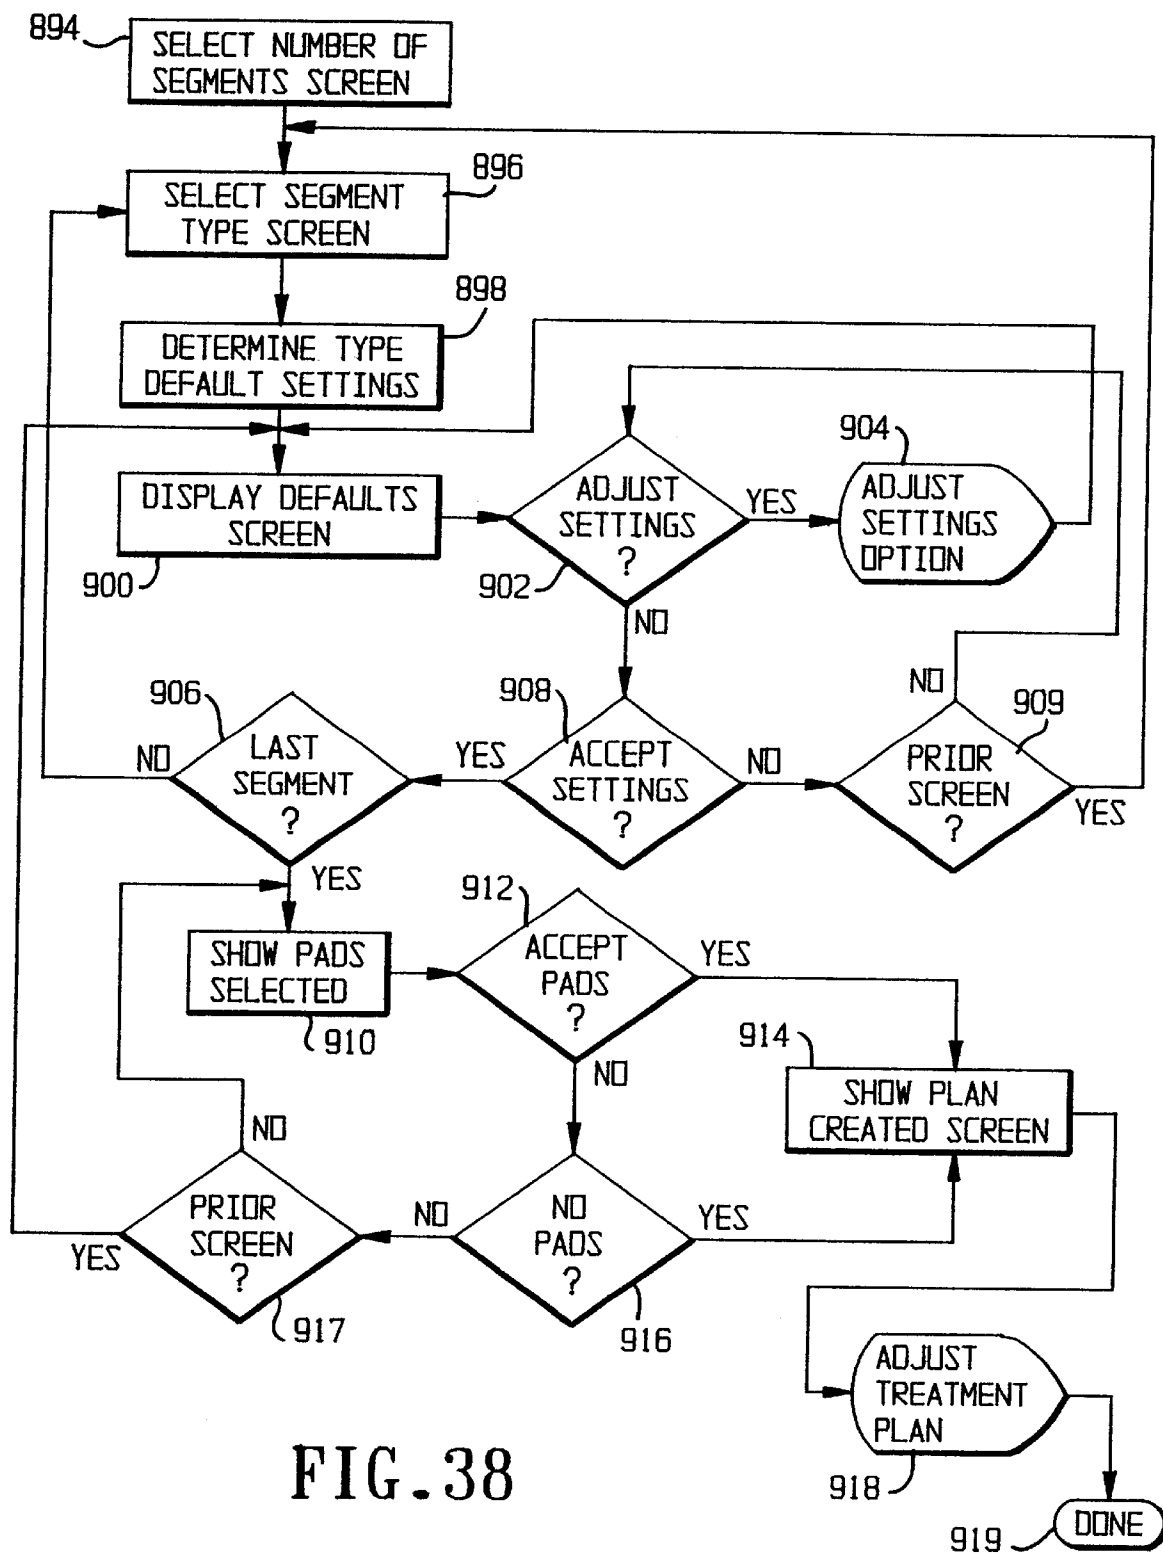 894
SELECT NUMBER OF
SEGMENTS SCREEN
896
SELECT SEGMENT
TYPE SCREEN
898
DETERMINE TYPE
DEFAULT SETTINGS
DISPLAY DEFAULTS
SCREEN
900
ADJUST
SETTINGS
?
902
YES
NO
904
ADJUST
SETTINGS
OPTION
906
LAST
SEGMENT
?
NO
YES
908
ACCEPT
SETTINGS
?
YES
NO
909
PRIOR
SCREEN
?
NO
YES
SHOW PADS
SELECTED
910
912
ACCEPT
PADS
?
YES
NO
914
SHOW PLAN
CREATED SCREEN
PRIOR
SCREEN
?
NO
YES
917
NO
PADS
?
NO
YES
916
ADJUST
TREATMENT
PLAN
918
DONE
919
FIG.38